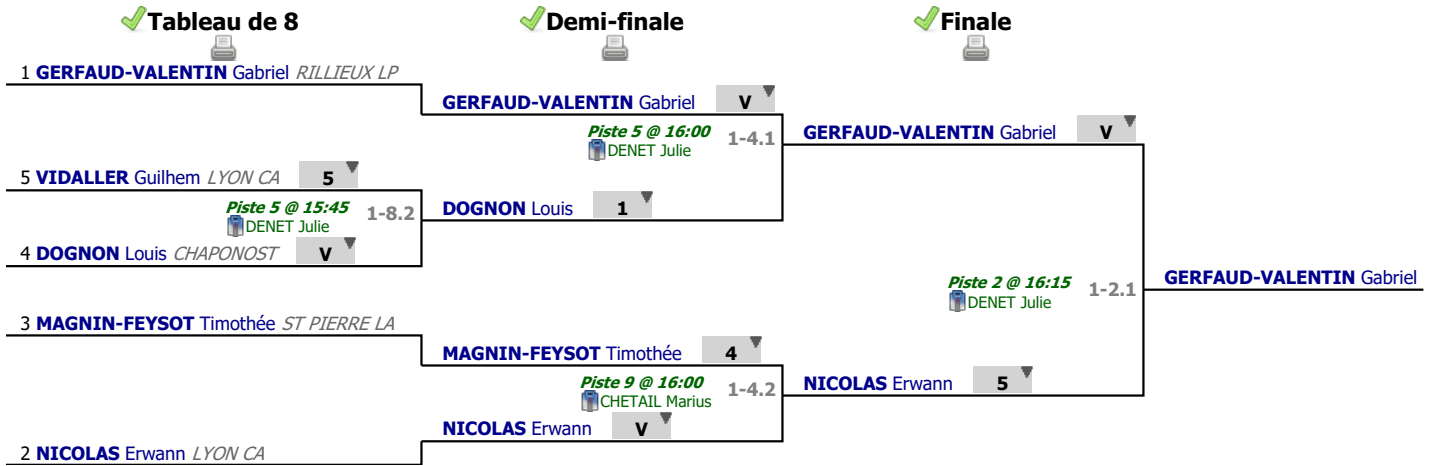 Tableau de 8
Demi-finale
Finale
1 GERFAUD-VALENTIN Gabriel RILLIEUX LP
GERFAUD-VALENTIN Gabriel V
Piste 5 @ 16:00
1-4.1
DENET Julie
GERFAUD-VALENTIN Gabriel V
5 VIDALLER Guilhem LYON CA 5
Piste 5 @ 15:45
1-8.2
DENET Julie
DOGNON Louis 1
4 DOGNON Louis CHAPONOST V
Piste 2 @ 16:15
1-2.1
DENET Julie
GERFAUD-VALENTIN Gabriel
3 MAGNIN-FEYSOT Timothée ST PIERRE LA
MAGNIN-FEYSOT Timothée 4
Piste 9 @ 16:00
1-4.2
CHETAIL Marius
NICOLAS Erwann 5
NICOLAS Erwann V
2 NICOLAS Erwann LYON CA